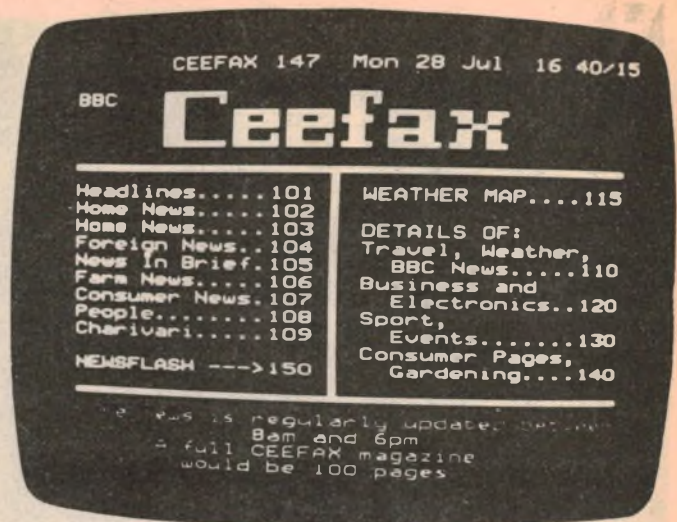 CEEFAX 147 Mon 28 Jul 16 40/15
BBC
Ceefax
Headlines.....101
Home News.....102
Home News.....103
Foreign News..104
News In Brief.105
Farm News.....106
Consumer News.107
People........108
Charivari.....109
NEWSFLASH --->150
WEATHER MAP....115
DETAILS OF:
Travel, Weather,
BBC News.....110
Business and
Electronics..120
Sport,
Events.......130
Consumer Pages,
Gardening....140
news is regularly updated between
8am and 6pm
A full CEEFAX magazine
would be 100 pages